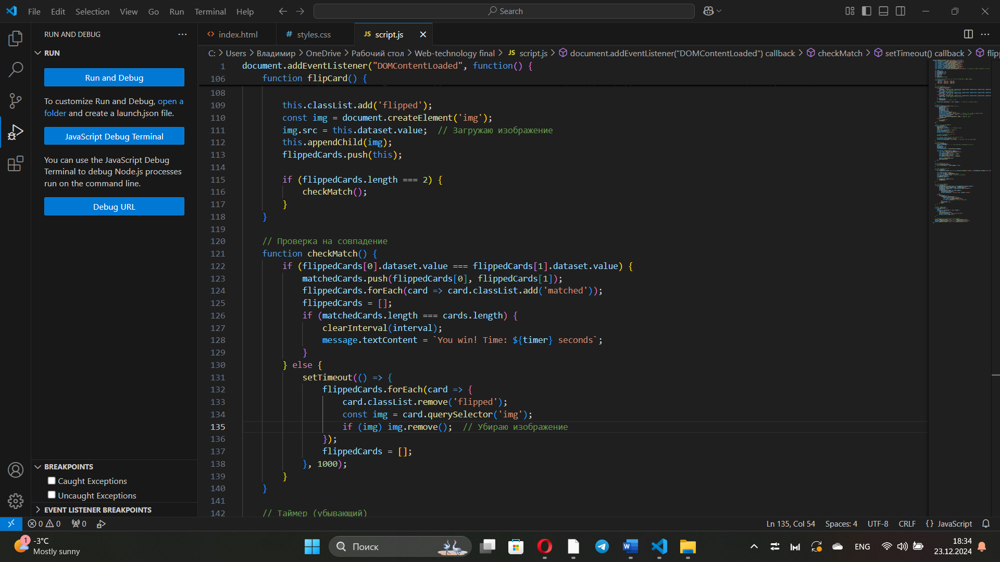 File Edit Selection View Go Run Terminal Help
Search
RUN AND DEBUG
RUN
Run and Debug
To customize Run and Debug, open a
folder and create a launch.json file.
JavaScript Debug Terminal
You can use the JavaScript Debug
Terminal to debug Node.js processes
run on the command line.
Debug URL
BREAKPOINTS
Caught Exceptions
Uncaught Exceptions
EVENT LISTENER BREAKPOINTS
index.html
# styles.css
JS script.js
C: > Users > Владимир > OneDrive > Рабочий стол > Web-technology final > JS script.js > document.addEventListener("DOMContentLoaded") callback > checkMatch > setTimeout() callback > flip
1 document.addEventListener("DOMContentLoaded", function() {
106 function flipCard() {
108
109 this.classList.add('flipped');
110 const img = document.createElement('img');
111 img.src = this.dataset.value; // Загружаю изображение
112 this.appendChild(img);
113 flippedCards.push(this);
114
115 if (flippedCards.length === 2) {
116 checkMatch();
117 }
118 }
119
120 // Проверка на совпадение
121 function checkMatch() {
122 if (flippedCards[0].dataset.value === flippedCards[1].dataset.value) {
123 matchedCards.push(flippedCards[0], flippedCards[1]);
124 flippedCards.forEach(card => card.classList.add('matched'));
125 flippedCards = [];
126 if (matchedCards.length === cards.length) {
127 clearInterval(interval);
128 message.textContent = `You win! Time: ${timer} seconds`;
129 }
130 } else {
131 setTimeout(() => {
132 flippedCards.forEach(card => {
133 card.classList.remove('flipped');
134 const img = card.querySelector('img');
135 if (img) img.remove(); // Убираю изображение
136 });
137 flippedCards = [];
138 }, 1000);
139 }
140 }
141
142 // Таймер (убывающий)
0 0 0
Ln 135, Col 54 Spaces: 4 UTF-8 CRLF {} JavaScript
1
-3°C
Mostly sunny
Поиск
ENG
18:34
23.12.2024